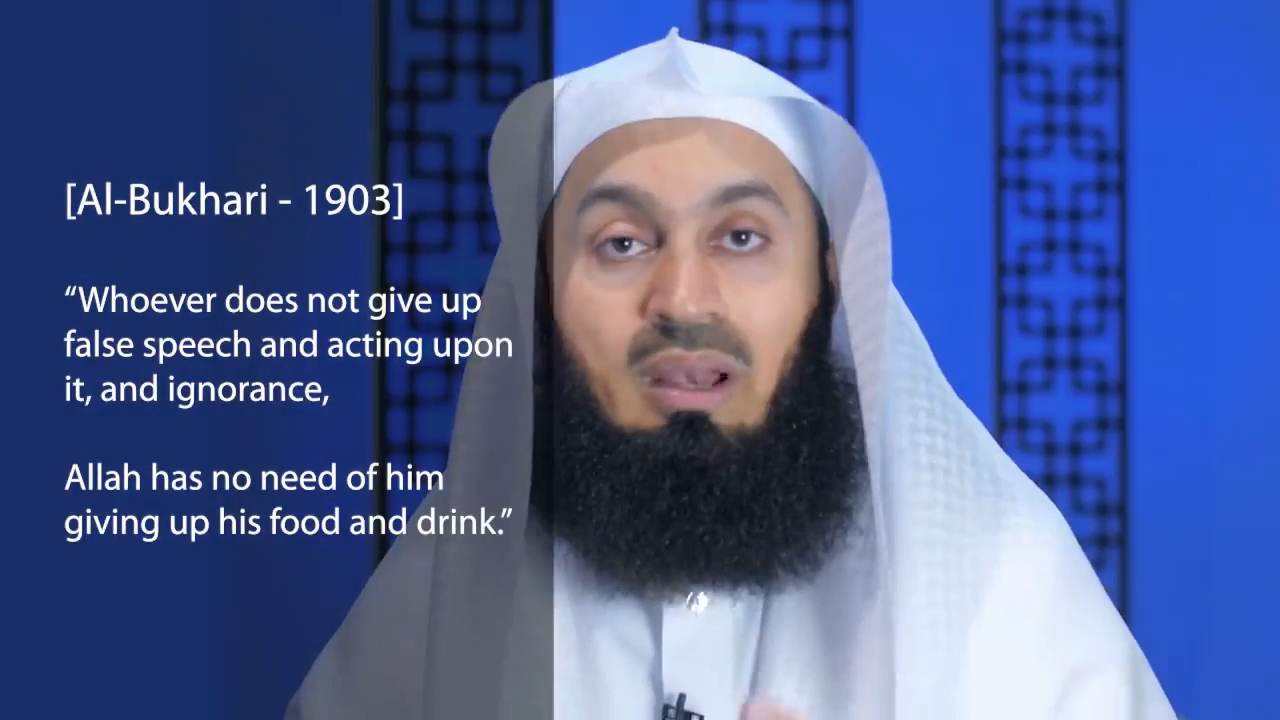 [Al-Bukhari - 1903]
“Whoever does not give up
false speech and acting upon
it, and ignorance,
Allah has no need of him
giving up his food and drink.”